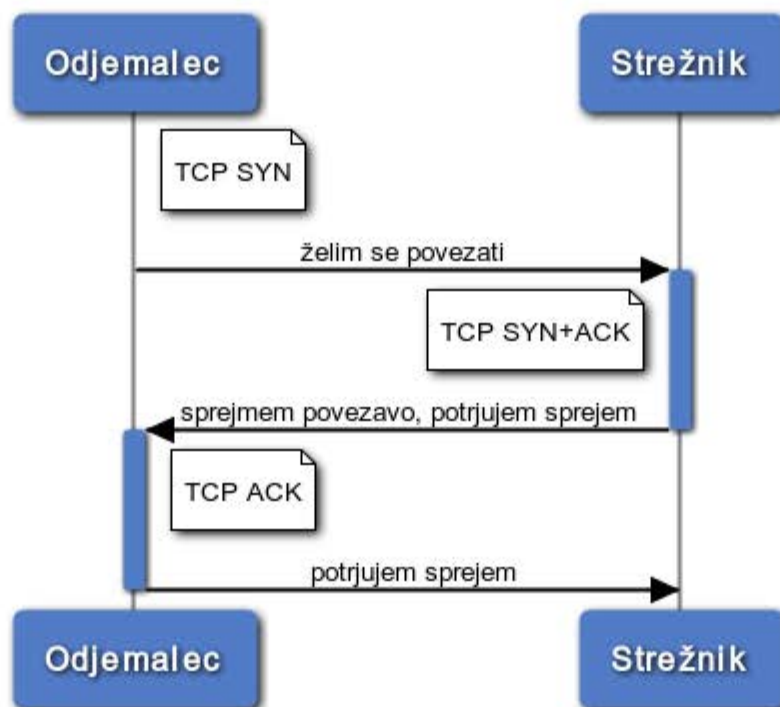 Odjemalec
Strežnik
TCP SYN
želim se povezati
TCP SYN+ACK
sprejmem povezavo, potrjujem sprejem
TCP ACK
potrjujem sprejem
Odjemalec
Strežnik